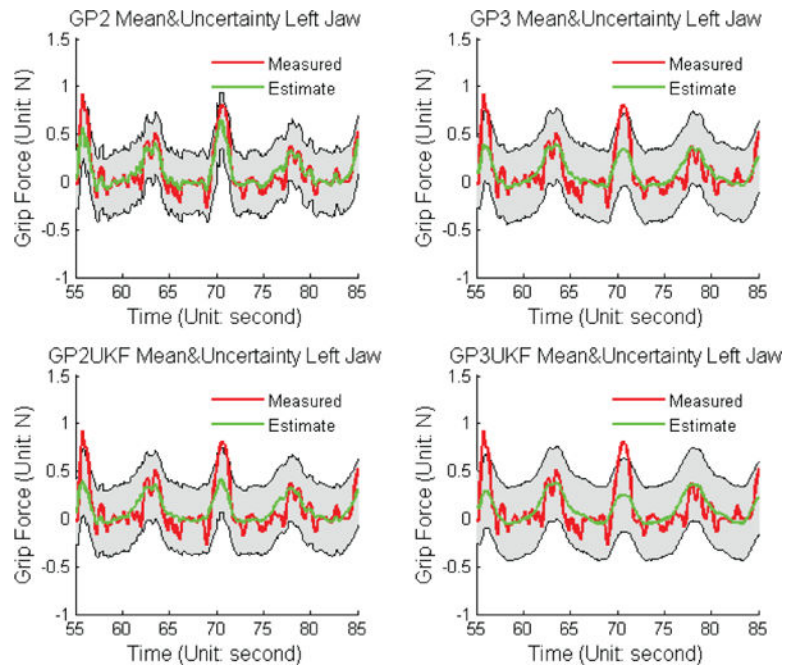 GP2 Mean&Uncertainty Left Jaw
1.5
1
0.5
0
-0.5
-1
Grip Force (Unit: N)
Measured
Estimate
55 60 65 70 75 80 85
Time (Unit: second)
GP3 Mean&Uncertainty Left Jaw
1.5
1
0.5
0
-0.5
-1
Grip Force (Unit: N)
Measured
Estimate
55 60 65 70 75 80 85
Time (Unit: second)
GP2UKF Mean&Uncertainty Left Jaw
1.5
1
0.5
0
-0.5
-1
Grip Force (Unit: N)
Measured
Estimate
55 60 65 70 75 80 85
Time (Unit: second)
GP3UKF Mean&Uncertainty Left Jaw
1.5
1
0.5
0
-0.5
-1
Grip Force (Unit: N)
Measured
Estimate
55 60 65 70 75 80 85
Time (Unit: second)